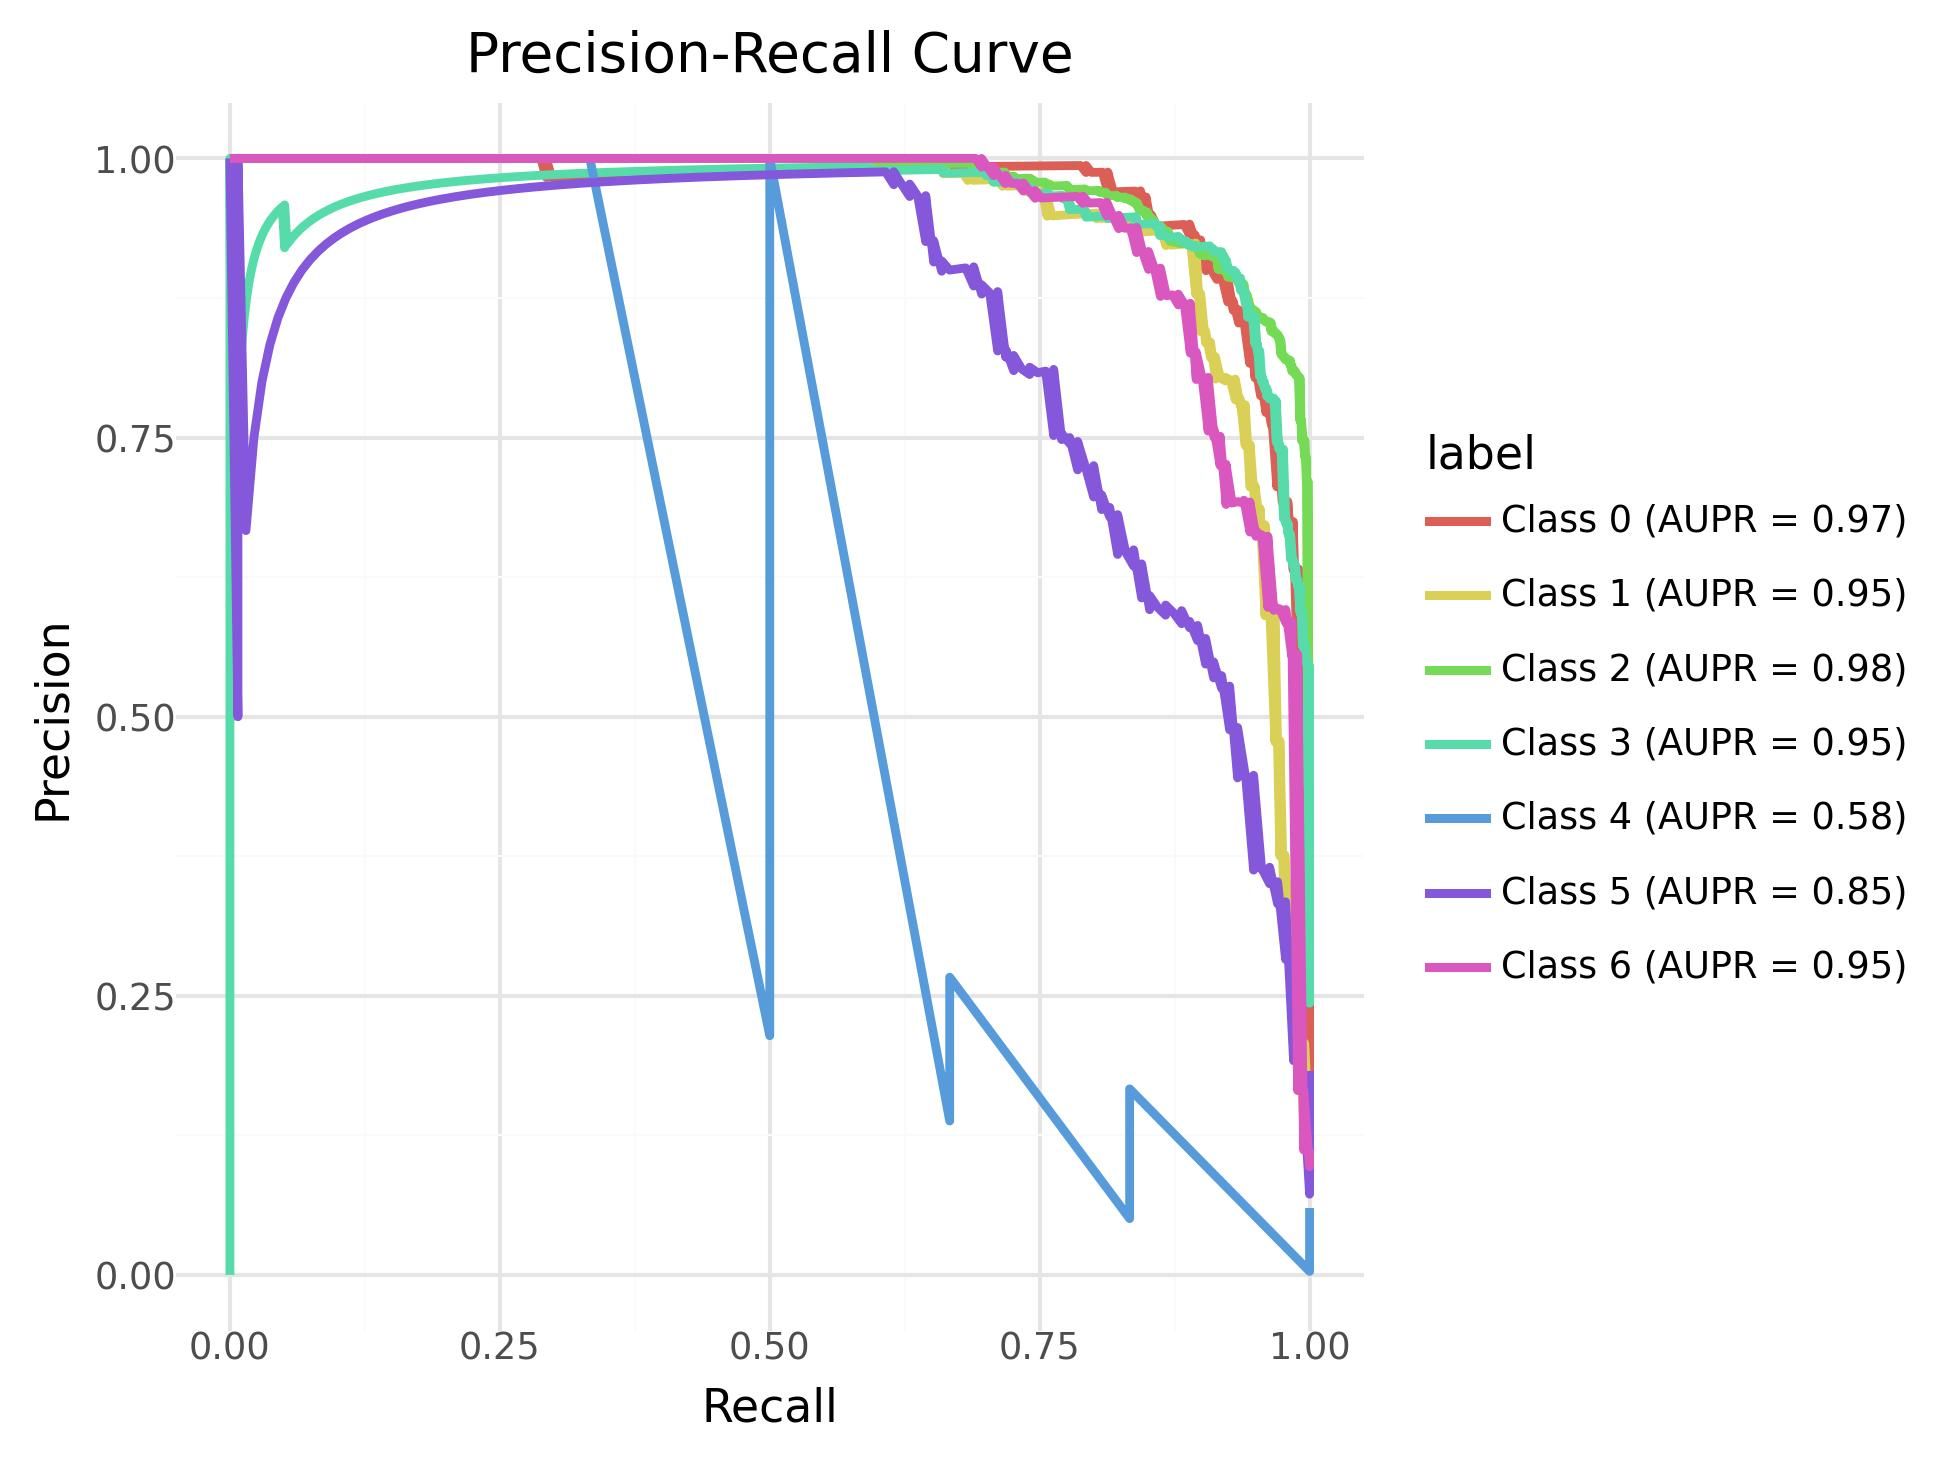 Precision-Recall Curve
1.00
0.75
0.50
0.25
0.00
Precision
0.00 0.25 0.50 0.75 1.00
Recall
label
Class 0 (AUPR = 0.97)
Class 1 (AUPR = 0.95)
Class 2 (AUPR = 0.98)
Class 3 (AUPR = 0.95)
Class 4 (AUPR = 0.58)
Class 5 (AUPR = 0.85)
Class 6 (AUPR = 0.95)